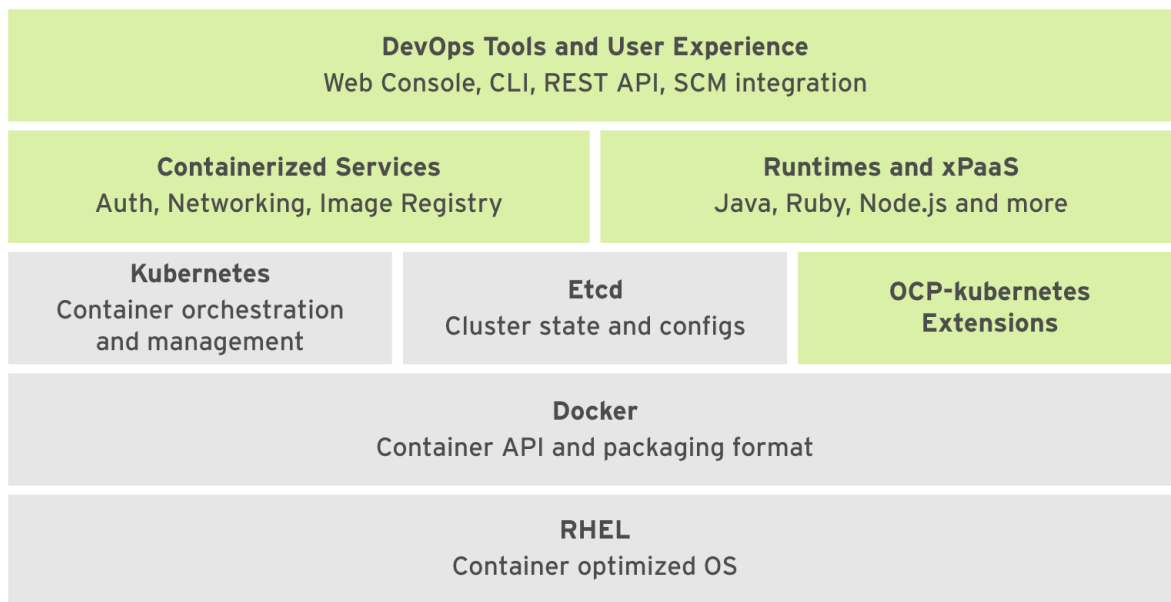 DevOps Tools and User Experience
Web Console, CLI, REST API, SCM integration
Containerized Services
Auth, Networking, Image Registry
Runtimes and xPaaS
Java, Ruby, Node.js and more
Kubernetes
Container orchestration
and management
Etcd
Cluster state and configs
OCP-kubernetes
Extensions
Docker
Container API and packaging format
RHEL
Container optimized OS